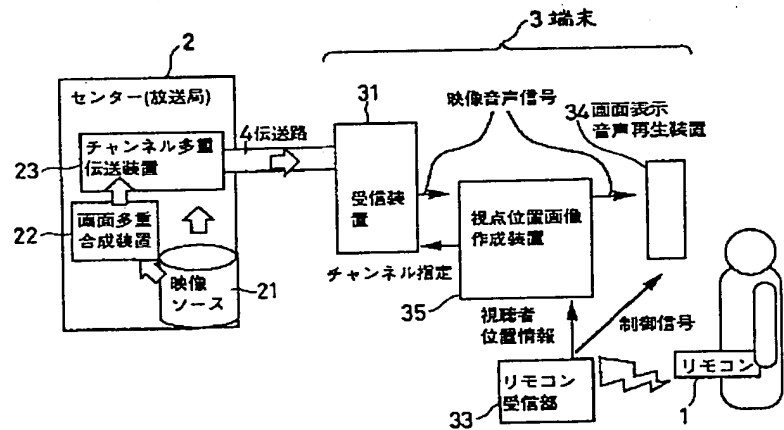 2
3 端末
センター(放送局)
31
映像音声信号
34 画面表示
音声再生装置
4伝送路
チャンネル多重
伝送装置
23
受信装
置
視点位置画像
作成装置
画面多重
合成装置
22
チャンネル指定
映像
ソース
21
35
視聴者
位置情報
制御信号
リモコン
リモコン
受信部
33
1